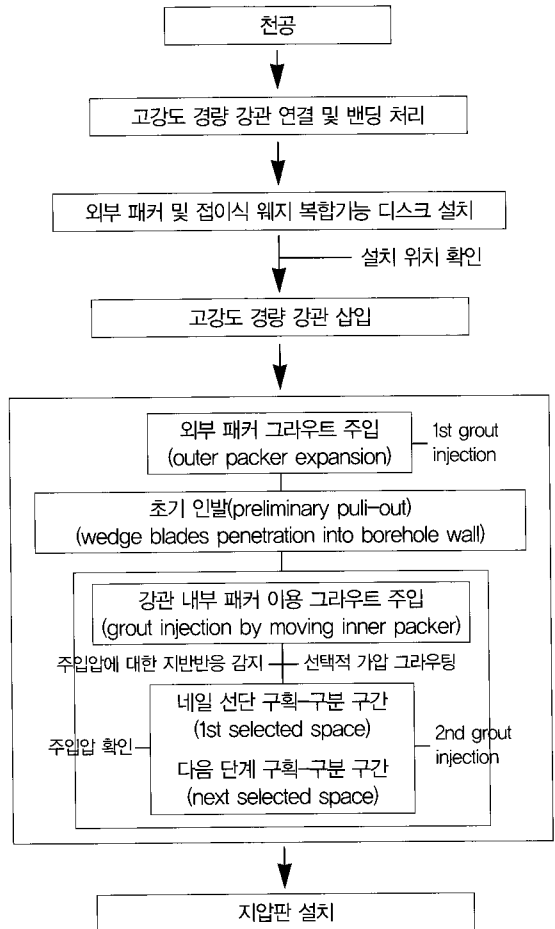 천공
고강도 경량 강관 연결 및 밴딩 처리
외부 패커 및 접이식 웨지 복합가능 디스크 설치
설치 위치 확인
고강도 경량 강관 삽입
외부 패커 그라우트 주입
(outer packer expansion)
1st grout
injection
초기 인발(preliminary puli-out)
(wedge blades penetration into borehole wall)
강관 내부 패커 이용 그라우트 주입
(grout injection by moving inner packer)
주입압에 대한 지반반응 감지
선택적 가압 그라우팅
네일 선단 구획-구분 구간
(1st selected space)
주입압 확인
2nd grout
injection
다음 단계 구획-구분 구간
(next selected space)
지압판 설치